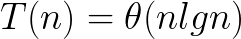 T(n) = θ(nlgn)